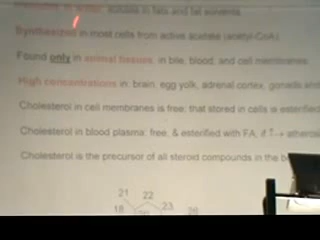 in water, soluble in fats and fat solvents.
Synthesized in most cells from active acetate (acetyl-CoA).
Found only in animal tissues, in bile, blood, and cell membranes.
High concentrations in: brain, egg yolk, adrenal cortex, gonads and
Cholesterol in cell membranes is free; that stored in cells is esterified
Cholesterol in blood plasma: free, & esterified with FA, if ↑→
Cholesterol is the precursor of all steroid compounds in the
21
22
18
23